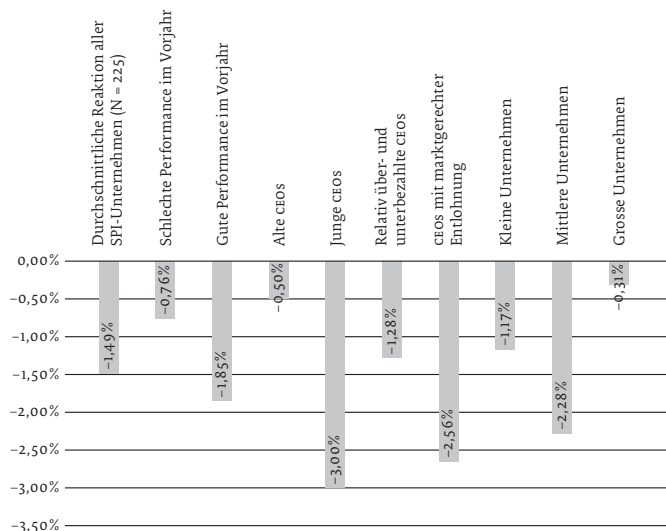 Durchschnittliche Reaktion aller
SPI-Unternehmen (N = 225)
Schlechte Performance im Vorjahr
Gute Performance im Vorjahr
Alte CEOs
Junge CEOs
Relativ über- und
unterbezahlte CEOs
CEOs mit marktgerechter
Entlohnung
Kleine Unternehmen
Mittlere Unternehmen
Grosse Unternehmen
0,00%
–0,50%
–1,00%
–1,50%
–2,00%
–2,50%
–3,00%
–3,50%
–1,49%
–0,76%
–1,85%
–0,50%
–3,00%
–1,28%
–2,56%
–1,17%
–2,28%
–0,31%